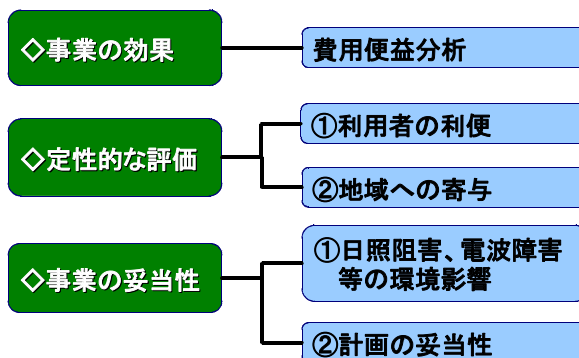 ◇事業の効果
費用便益分析
◇定性的な評価
①利用者の利便
②地域への寄与
◇事業の妥当性
①日照阻害、電波障害
等の環境影響
②計画の妥当性